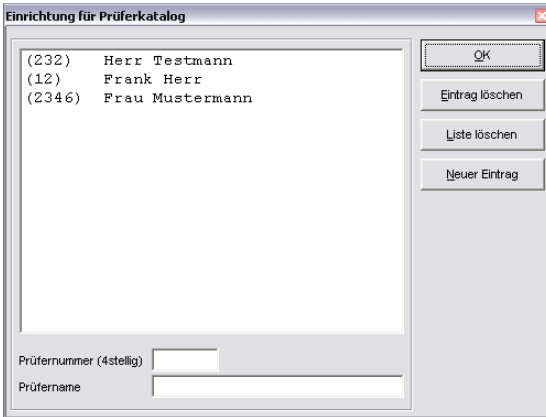 Einrichtung für Prüferkatalog
(232) Herr Testmann
(12) Frank Herr
(2346) Frau Mustermann
OK
Eintrag löschen
Liste löschen
Neuer Eintrag
Prüfernummer (4stellig)
Prüfername